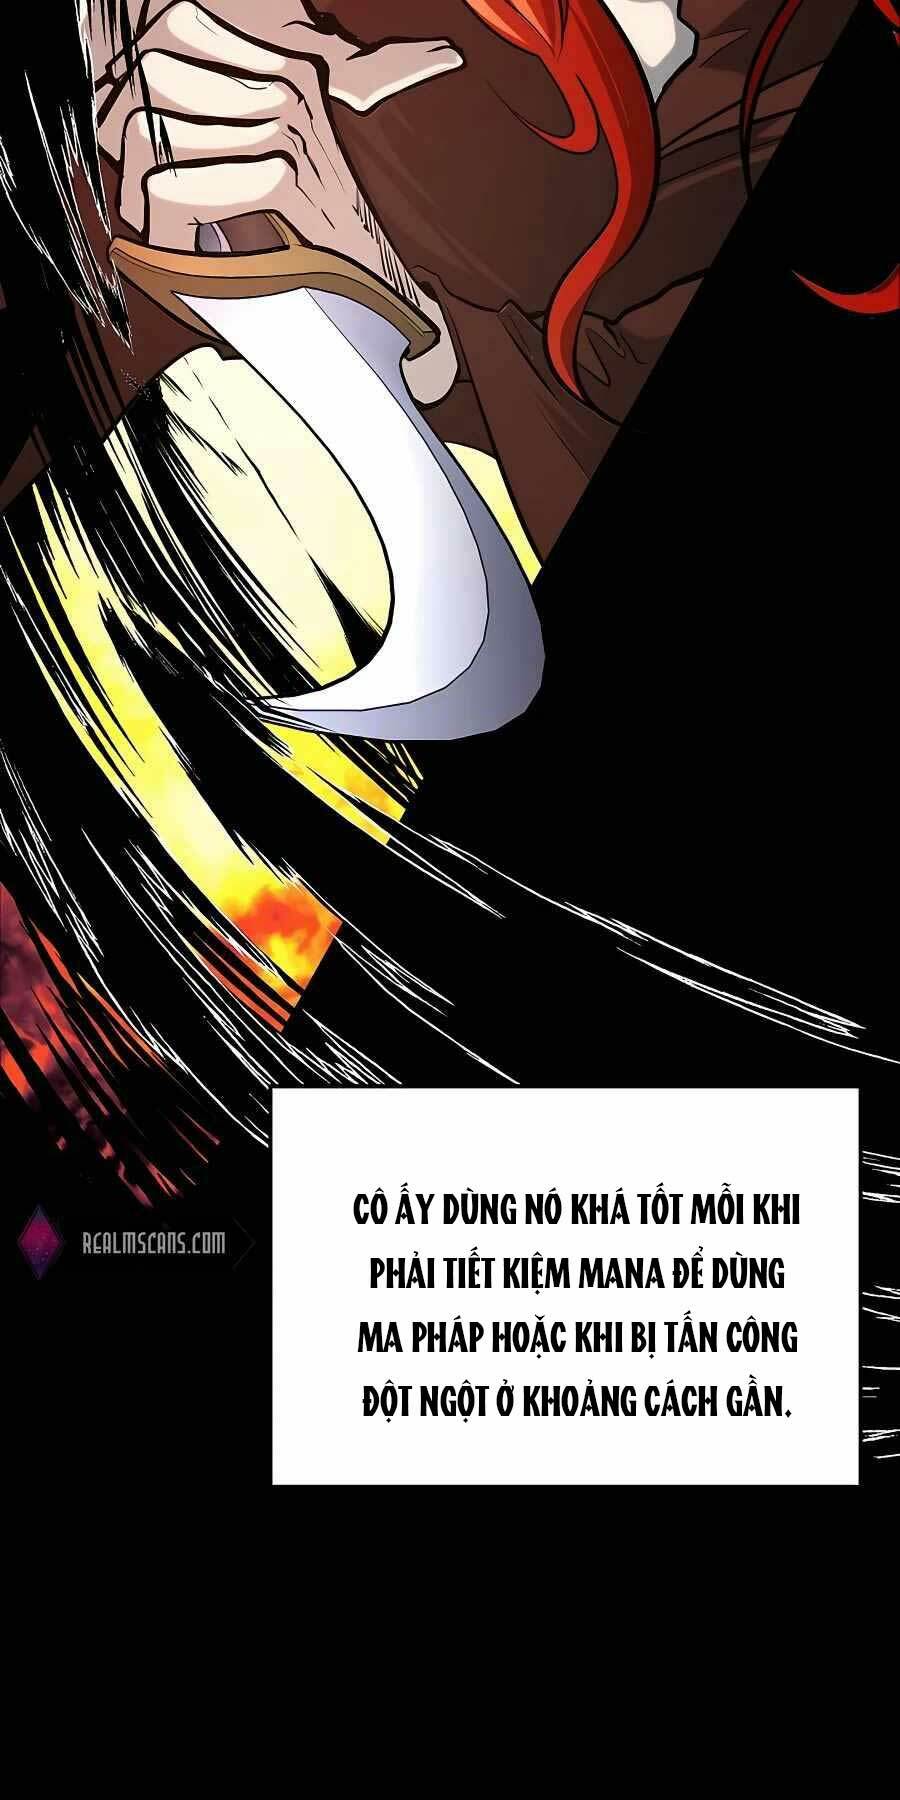 REALMSCANS.COM
CÔ ẤY DÙNG NÓ KHÁ TỐT MỖI KHI
PHẢI TIẾT KIỆM MANA ĐỂ DÙNG
MA PHÁP HOẶC KHI BỊ TẤN CÔNG
ĐỘT NGỘT Ở KHOẢNG CÁCH GẦN.